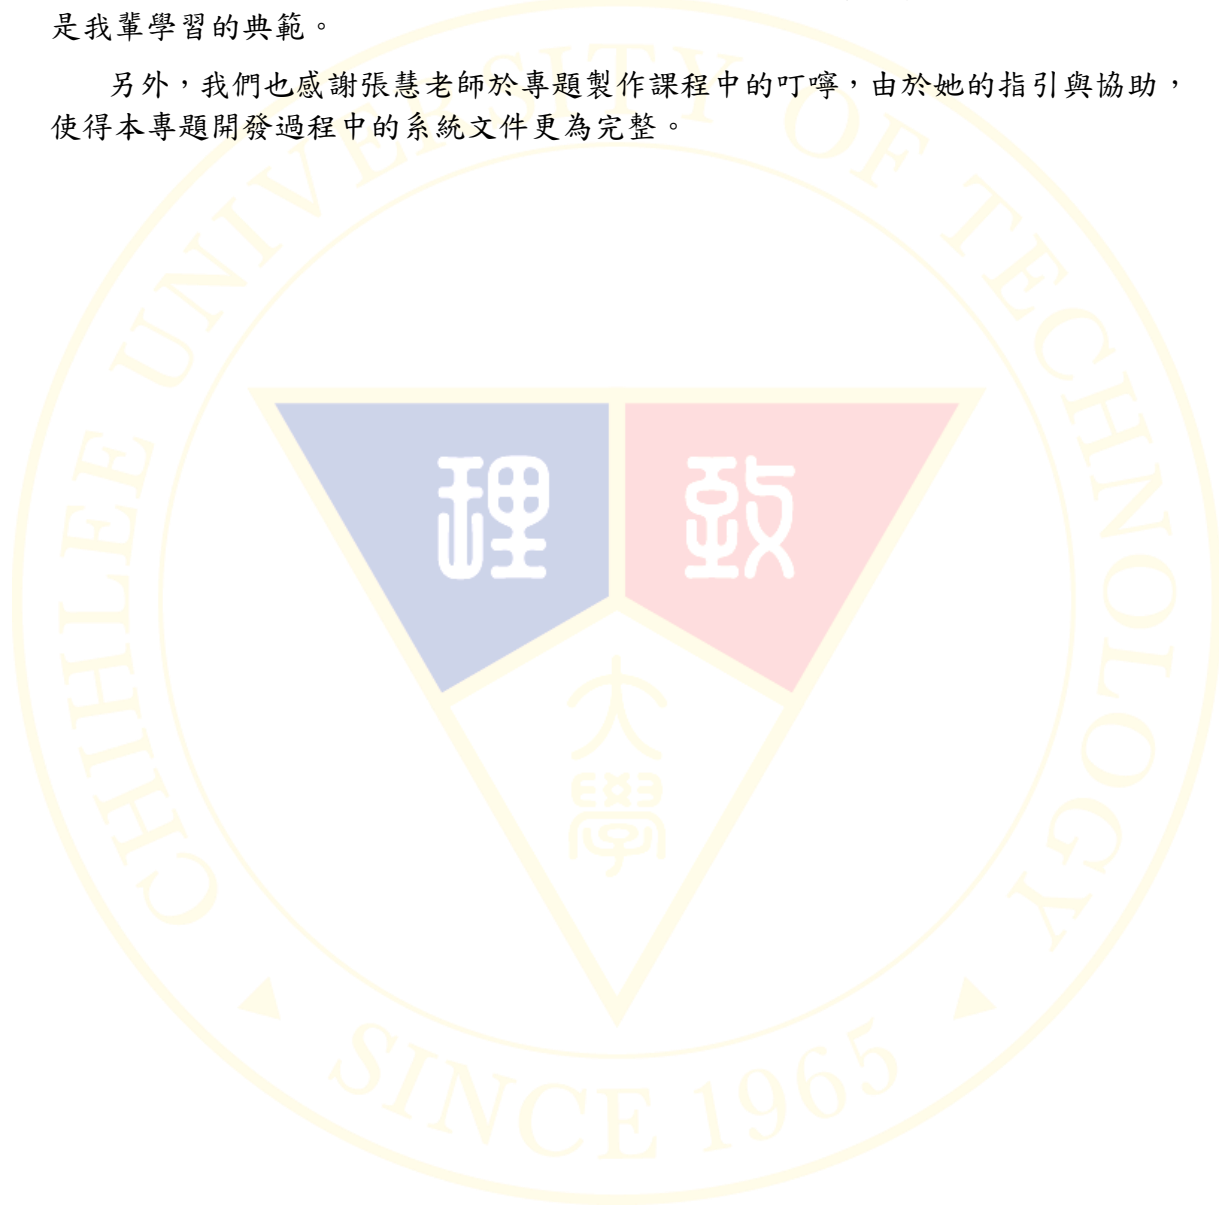 是我輩學習的典範。
另外，我們也感謝張慧老師於專題製作課程中的叮嚀，由於她的指引與協助，
使得本專題開發過程中的系統文件更為完整。
CHIHLEE UNIVERSITY OF TECHNOLOGY
理 致
大
學
SINCE 1965